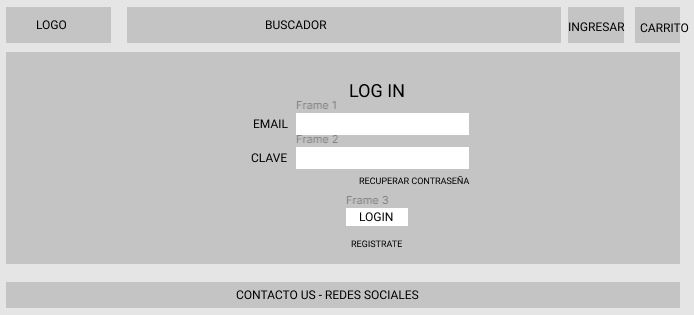 LOGO
BUSCADOR
INGRESAR
CARRITO
LOG IN
Frame 1
EMAIL
Frame 2
CLAVE
RECUPERAR CONTRASEÑA
Frame 3
LOGIN
REGISTRATE
CONTACTO US - REDES SOCIALES